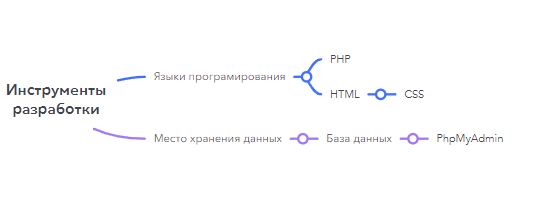 Инструменты
разработки
Языки програмирования
PHP
HTML
CSS
Место хранения данных
База данных
PhpMyAdmin